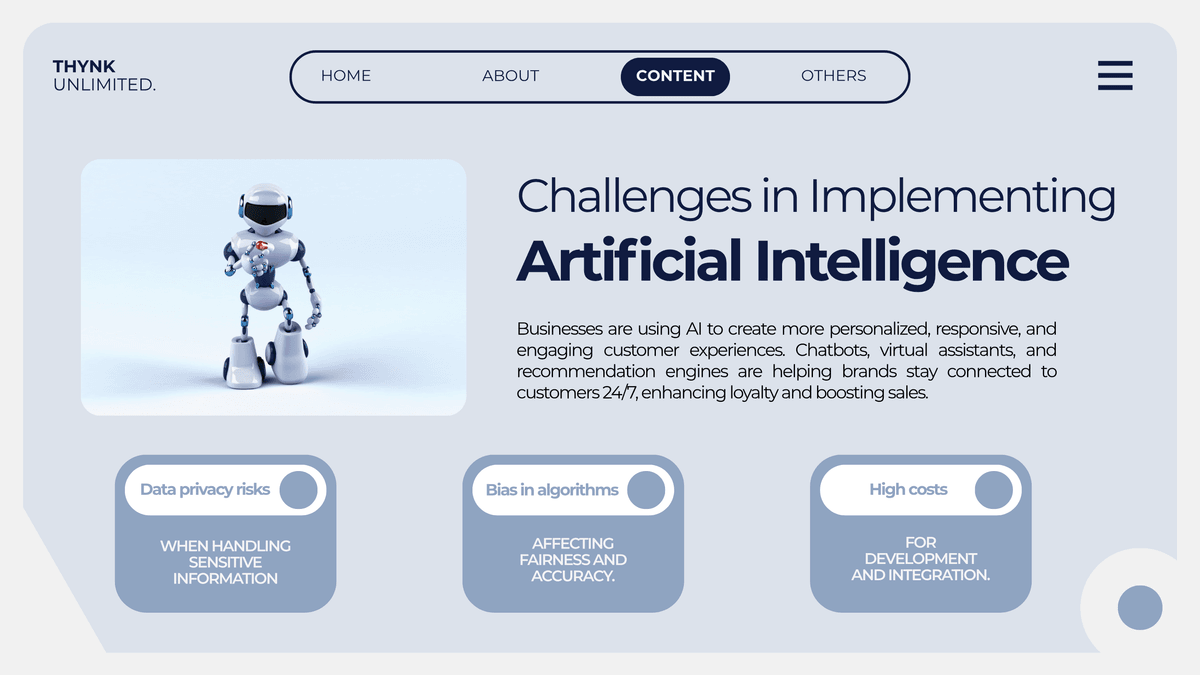 THYNK
UNLIMITED.
HOME
ABOUT
CONTENT
OTHERS
Challenges in Implementing
Artificial Intelligence
Businesses are using AI to create more personalized, responsive, and
engaging customer experiences. Chatbots, virtual assistants, and
recommendation engines are helping brands stay connected to
customers 24/7, enhancing loyalty and boosting sales.
Data privacy risks
WHEN HANDLING
SENSITIVE
INFORMATION
Bias in algorithms
AFFECTING
FAIRNESS AND
ACCURACY.
High costs
FOR
DEVELOPMENT
AND INTEGRATION.